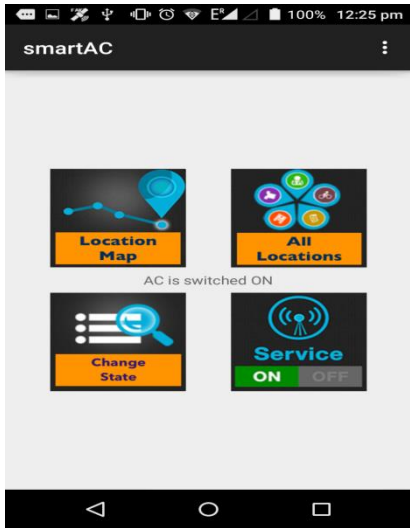 E R 100% 12:25 pm
smartAC
Location
Map
All
Locations
AC is switched ON
Change
State
Service
ON OFF